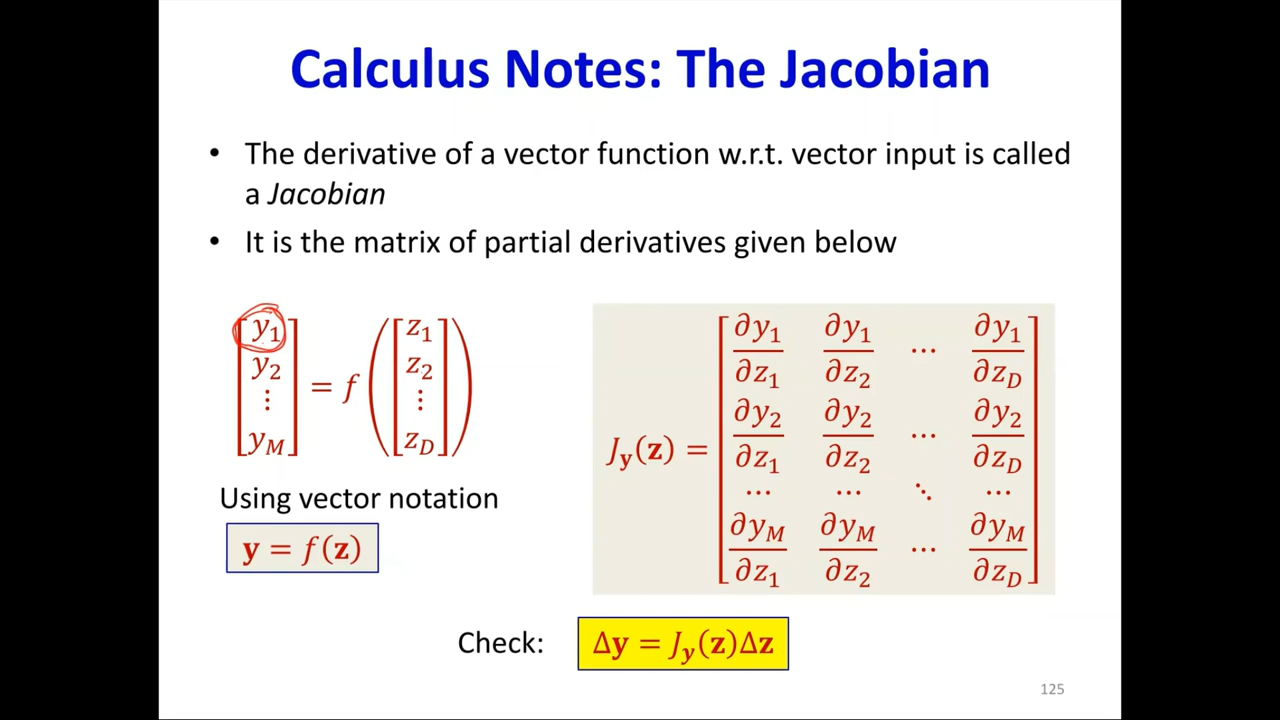 Calculus Notes: The Jacobian
• The derivative of a vector function w.r.t. vector input is called
a Jacobian
• It is the matrix of partial derivatives given below
[y₁ y₂ ⋮ y_M] = f([z₁ z₂ ⋮ z_D])
Using vector notation
y = f(z)
J_y(z) =
∂y₁/∂z₁ ∂y₁/∂z₂ ⋯ ∂y₁/∂z_D
∂y₂/∂z₁ ∂y₂/∂z₂ ⋯ ∂y₂/∂z_D
⋯ ⋯ ⋱ ⋯
∂y_M/∂z₁ ∂y_M/∂z₂ ⋯ ∂y_M/∂z_D
Check: Δy = J_y(z)Δz
125